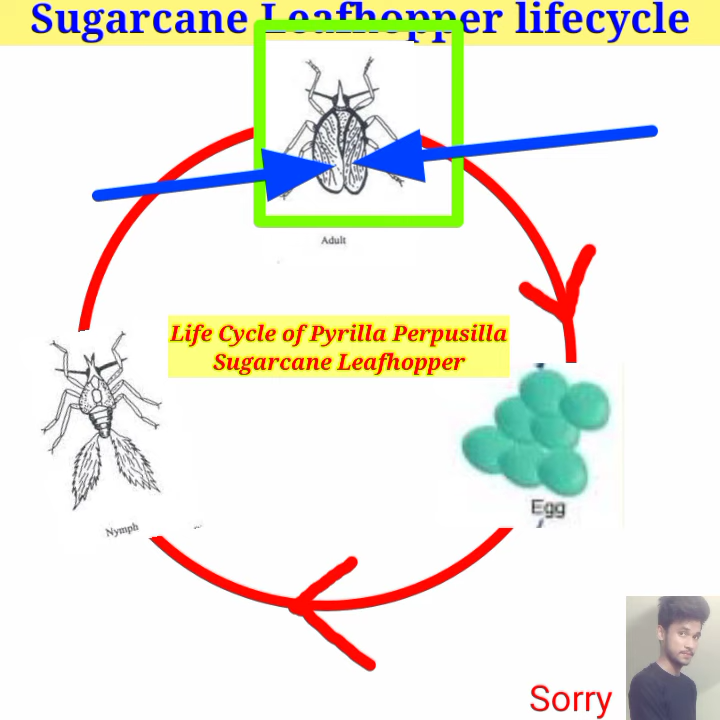 Sugarcane Leafhopper lifecycle
Adult
Life Cycle of Pyrilla Perpusilla
Sugarcane Leafhopper
Egg
Nymph
Sorry